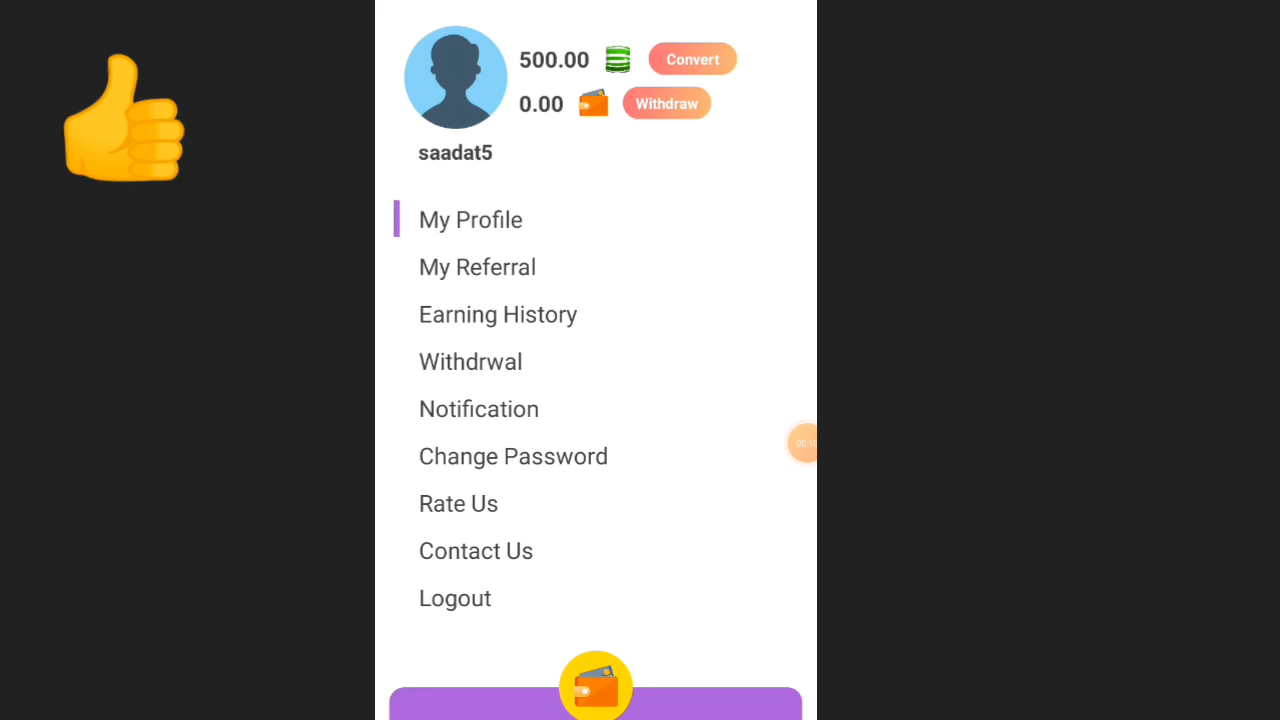 500.00
Convert
0.00
Withdraw
saadat5
My Profile
My Referral
Earning History
Withdrwal
Notification
Change Password
Rate Us
Contact Us
Logout